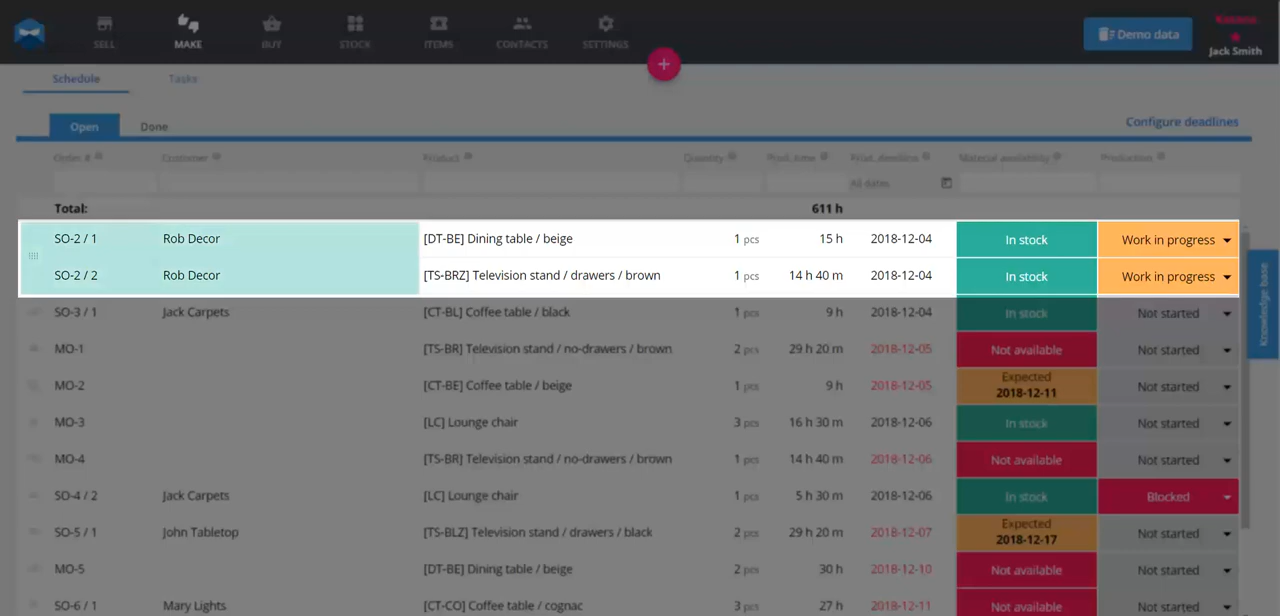 SELL MAKE BUY STOCK ITEMS CONTACTS SETTINGS
Demo data
Jack Smith
+
Schedule Tasks
Open Done Configure deadlines
Order # Customer Product Quantity Prod. time Prod. deadline Material availability Production
All dates
Total: 611 h
SO-2 / 1 Rob Decor [DT-BE] Dining table / beige 1 pcs 15 h 2018-12-04 In stock Work in progress
SO-2 / 2 Rob Decor [TS-BRZ] Television stand / drawers / brown 1 pcs 14 h 40 m 2018-12-04 In stock Work in progress
SO-3 / 1 Jack Carpets [CT-BL] Coffee table / black 1 pcs 9 h 2018-12-04 In stock Not started
MO-1 [TS-BR] Television stand / no-drawers / brown 2 pcs 29 h 20 m 2018-12-05 Not available Not started
MO-2 [CT-BE] Coffee table / beige 1 pcs 9 h 2018-12-05 Expected 2018-12-11 Not started
MO-3 [LC] Lounge chair 3 pcs 16 h 30 m 2018-12-06 In stock Not started
MO-4 [TS-BR] Television stand / no-drawers / brown 1 pcs 14 h 40 m 2018-12-06 Not available Not started
SO-4 / 2 Jack Carpets [LC] Lounge chair 1 pcs 5 h 30 m 2018-12-06 In stock Blocked
SO-5 / 1 John Tabletop [TS-BLZ] Television stand / drawers / black 2 pcs 29 h 20 m 2018-12-07 Expected 2018-12-17 Not started
MO-5 [DT-BE] Dining table / beige 2 pcs 30 h 2018-12-10 Not available Not started
SO-6 / 1 Mary Lights [CT-CO] Coffee table / cognac 3 pcs 27 h 2018-12-11 Not available Not started
Knowledge base